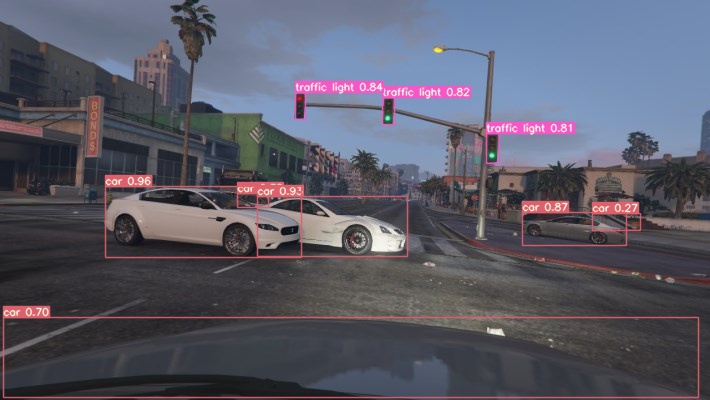 traffic light 0.84
traffic light 0.82
BONDS
traffic light 0.81
car 0.96
car 0.93
car 0.87
car 0.27
car 0.70